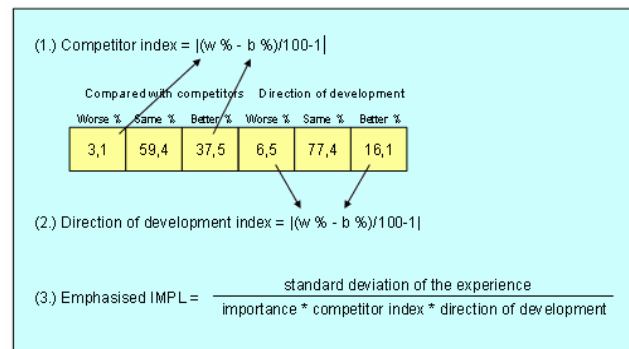 (1.) Competitor index = |(w % - b %)/100-1|
Compared with competitors Direction of development
Worse % Same % Better % Worse % Same % Better %
3,1 59,4 37,5 6,5 77,4 16,1
(2.) Direction of development index = |(w % - b %)/100-1|
standard deviation of the experience
(3.) Emphasised IMPL =
importance * competitor index * direction of development